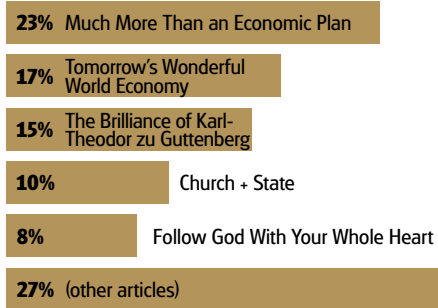 23% Much More Than an Economic Plan
17% Tomorrow's Wonderful
World Economy
15% The Brilliance of Karl-
Theodor zu Guttenberg
10% Church + State
8% Follow God With Your Whole Heart
27% (other articles)